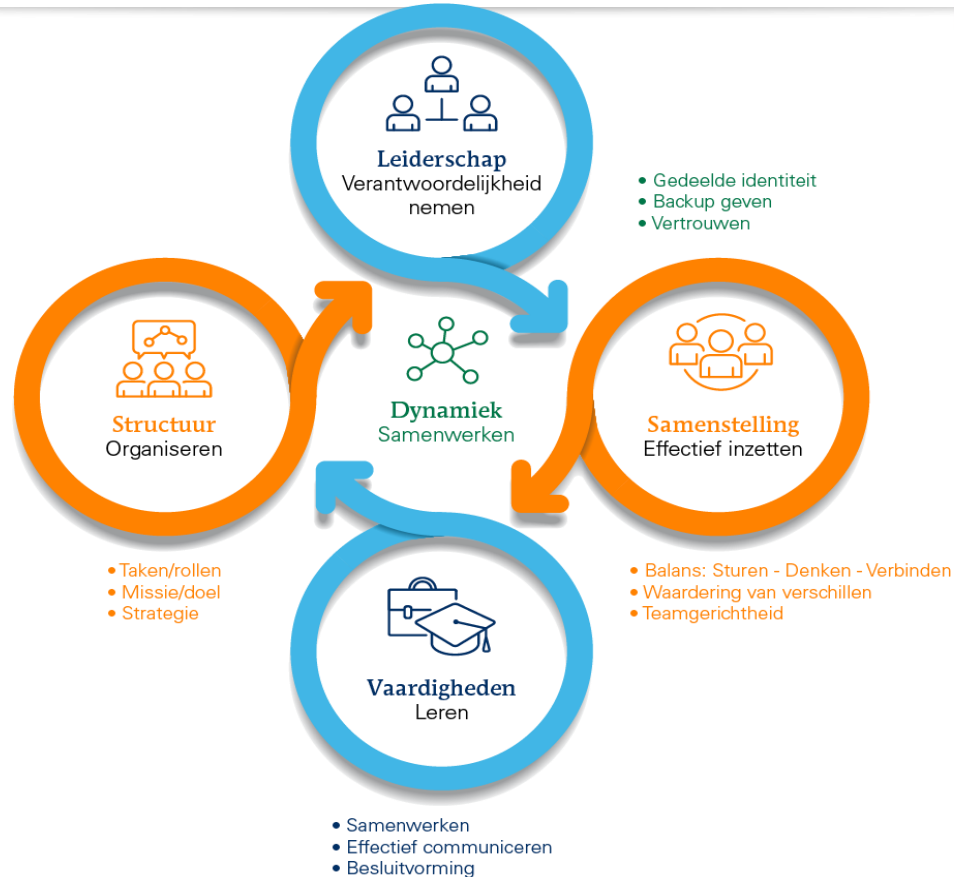 Leiderschap
Verantwoordelijkheid
nemen
• Gedeelde identiteit
• Backup geven
• Vertrouwen
Structuur
Organiseren
Dynamiek
Samenwerken
Samenstelling
Effectief inzetten
• Taken/rollen
• Missie/doel
• Strategie
• Balans: Sturen - Denken - Verbinden
• Waardering van verschillen
• Teamgerichtheid
Vaardigheden
Leren
• Samenwerken
• Effectief communiceren
• Besluitvorming